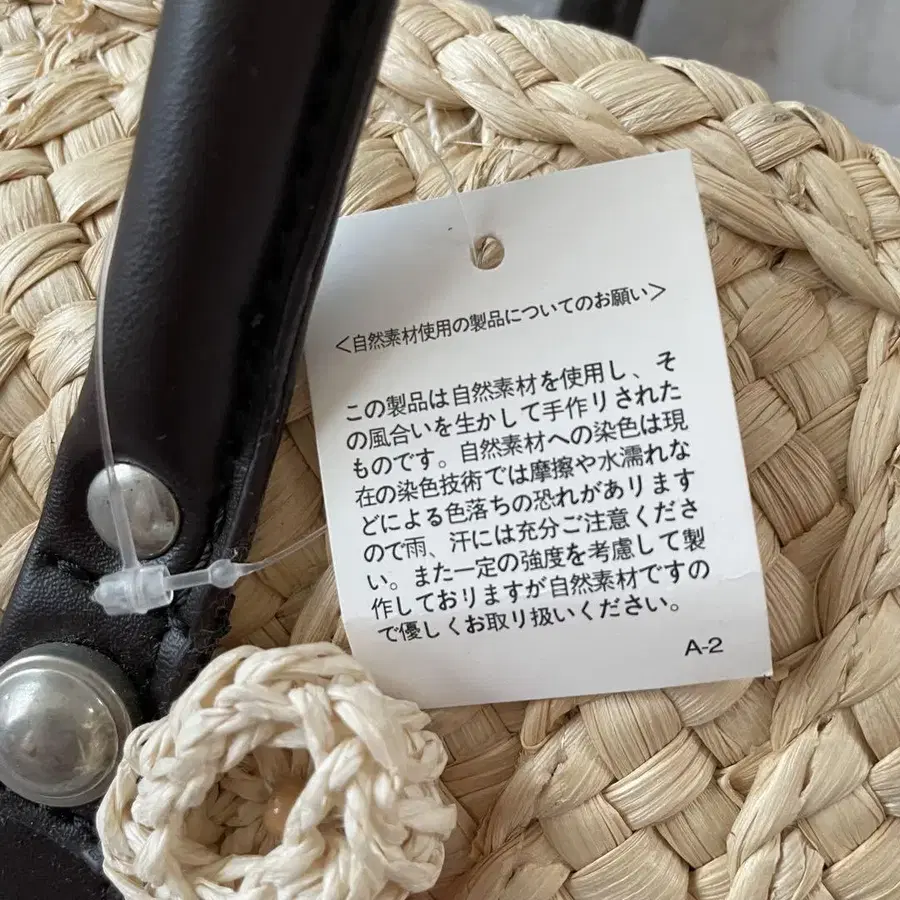 <自然素材使用の製品についてのお願い>
この製品は自然素材を使用し、そ
の風合いを生かして手作りされた
ものです。自然素材への染色は現
在の染色技術では摩擦や水濡れな
どによる色落ちの恐れがあります
ので雨、汗には充分ご注意くださ
い。また一定の強度を考慮して製
作しておりますが自然素材ですの
で優しくお取り扱いください。
A-2